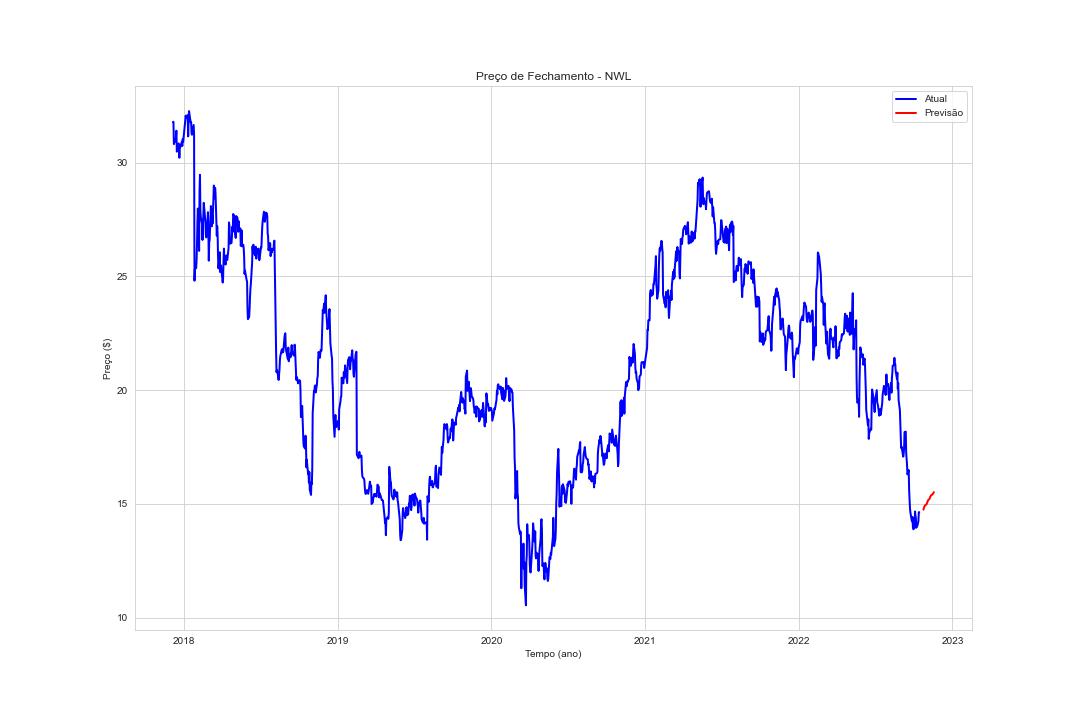 Preço de Fechamento - NWL
Atual
Previsão
30
25
20
15
10
Preço ($)
2018 2019 2020 2021 2022 2023
Tempo (ano)